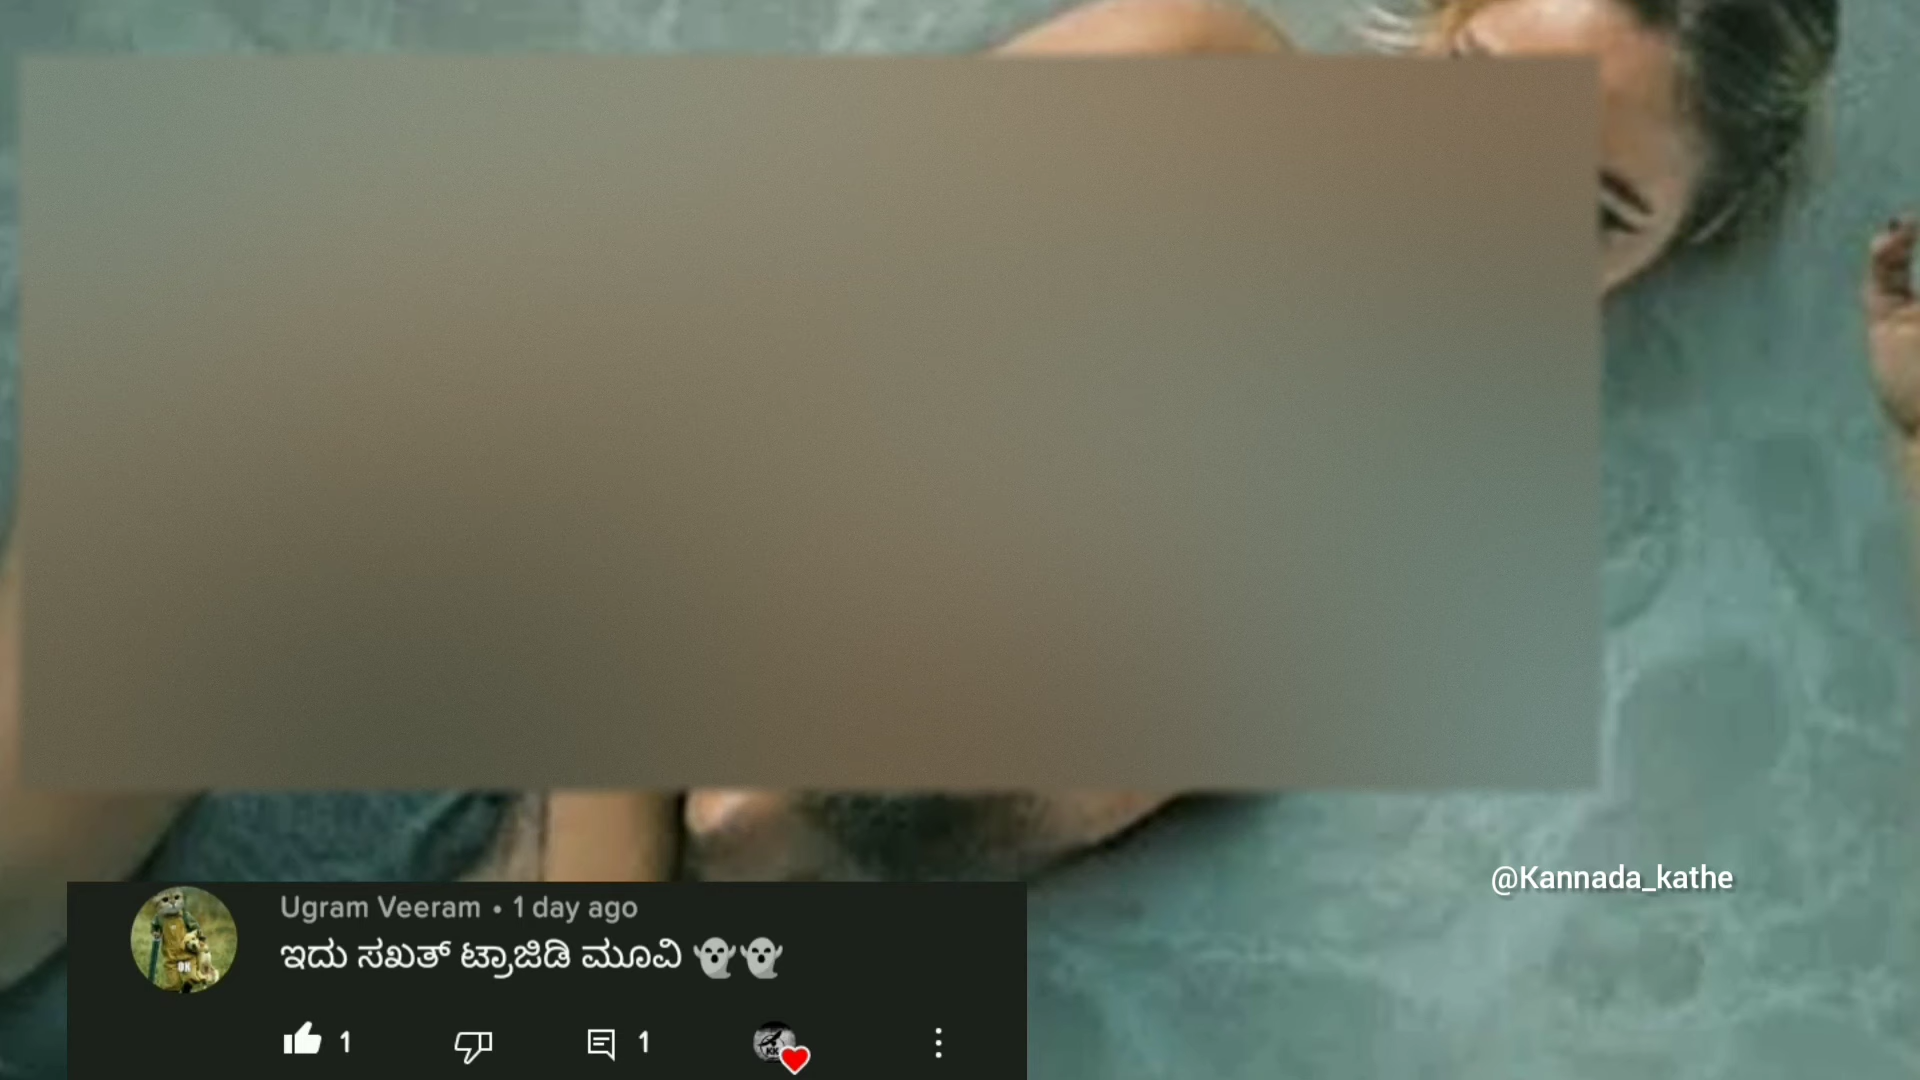 @Kannada_kathe
Ugram Veeram • 1 day ago
ಇದು ಸಖತ್ ಟ್ರಾಜಿಡಿ ಮೂವಿ 👻👻
1 1